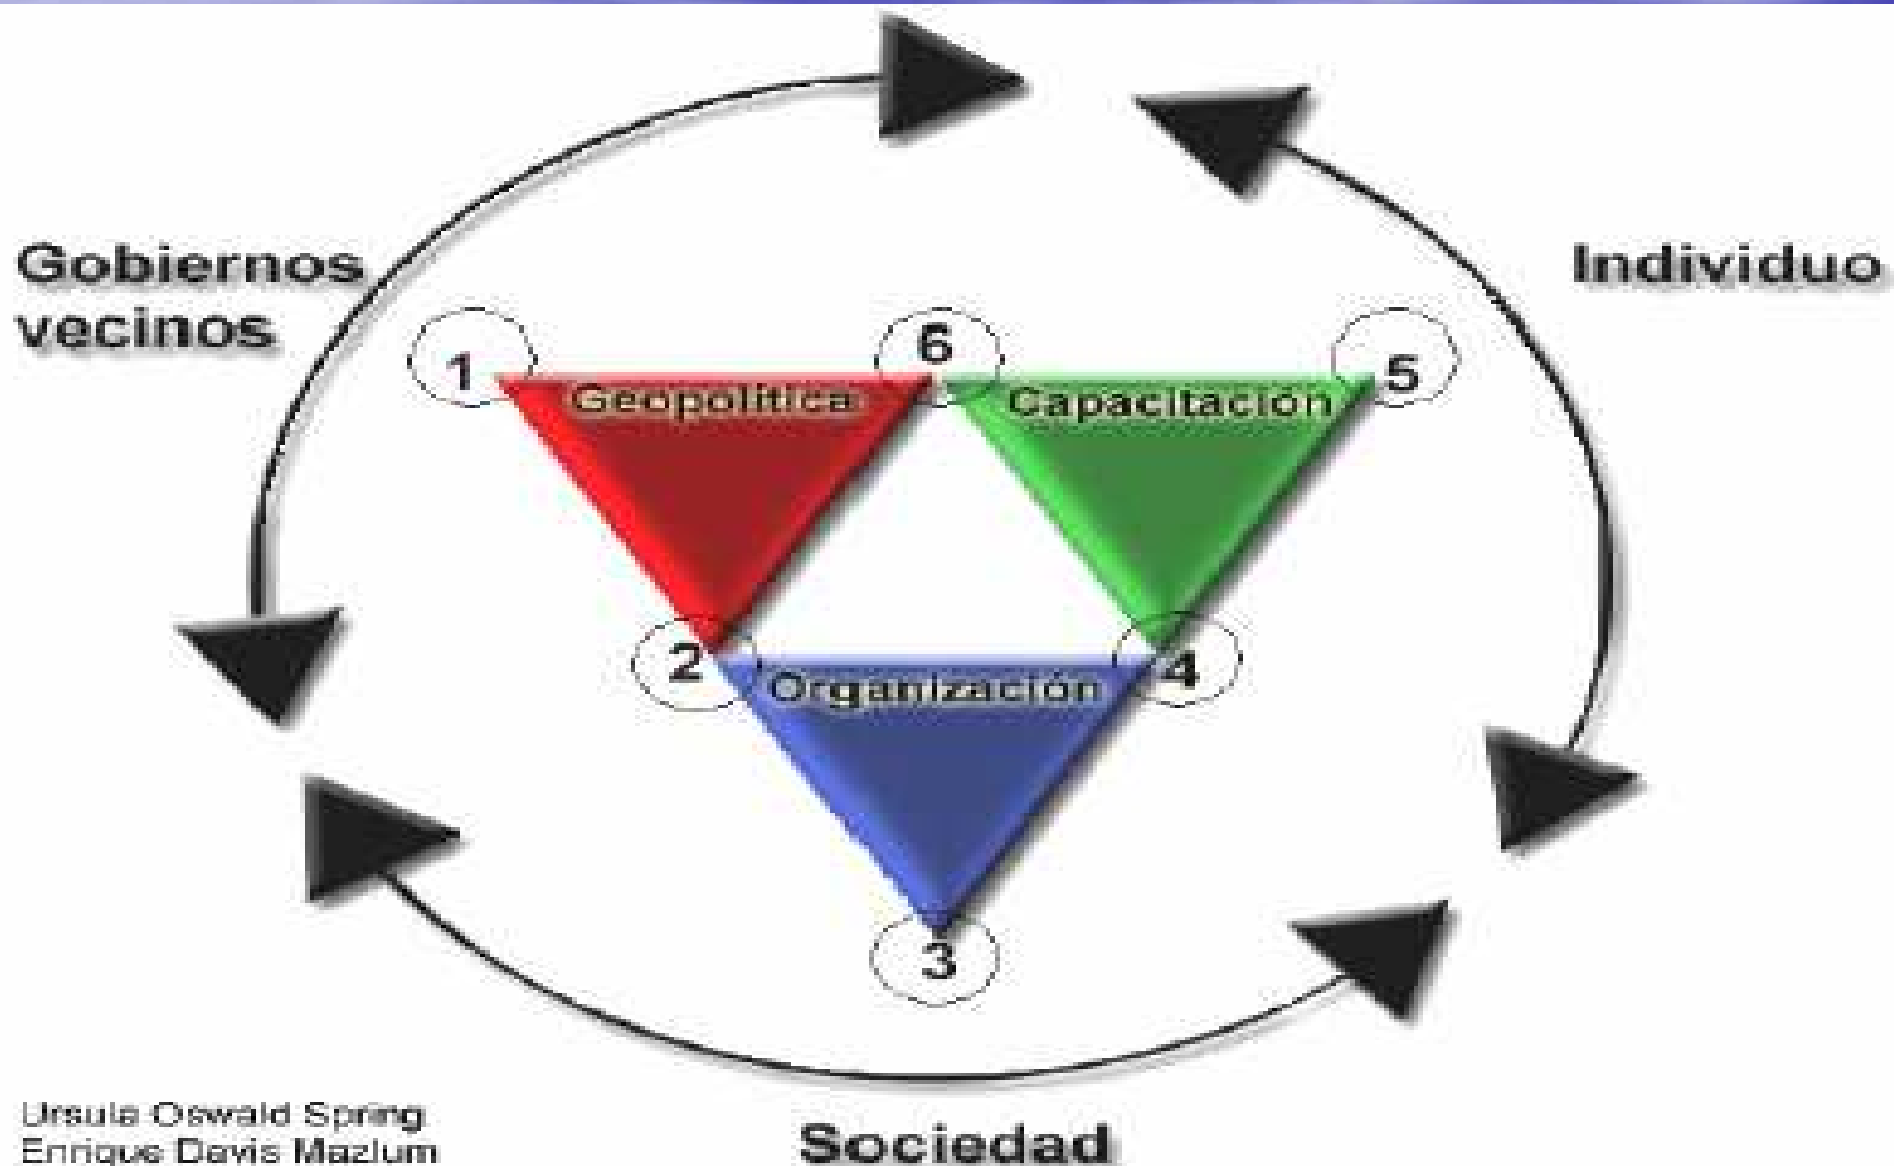 Gobiernos
vecinos
Individuo
1
6
5
Geopolítica
Capacitación
2
4
Organización
3
Ursula Oswald Spring
Enrique Davis Mazlum
Sociedad